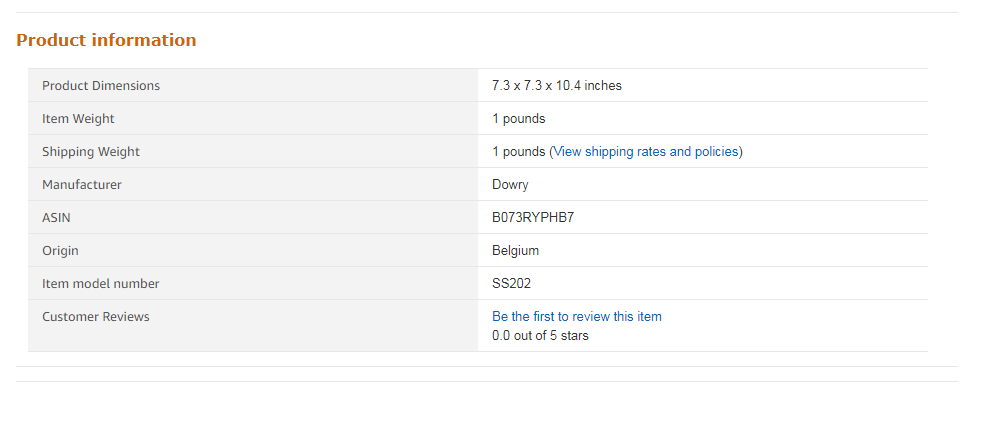 Product information
Product Dimensions 7.3 x 7.3 x 10.4 inches
Item Weight 1 pounds
Shipping Weight 1 pounds (View shipping rates and policies)
Manufacturer Dowry
ASIN B073RYPHB7
Origin Belgium
Item model number SS202
Customer Reviews Be the first to review this item
0.0 out of 5 stars